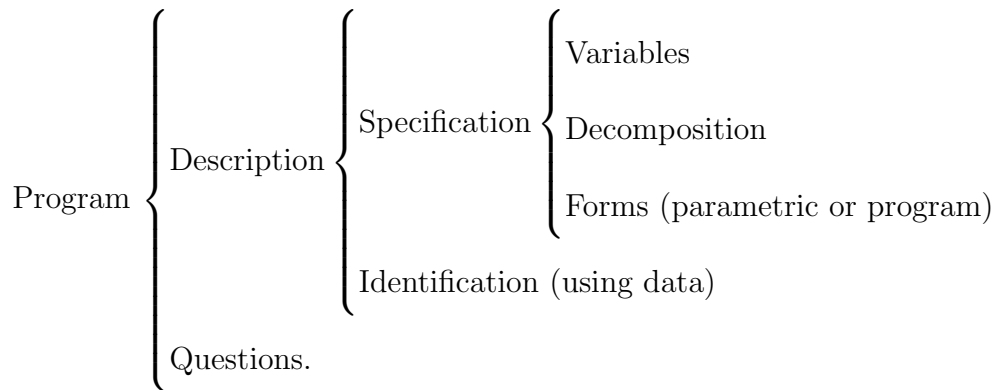 Variables
Specification
Decomposition
Description
Program
Forms (parametric or program)
Identification (using data)
Questions.